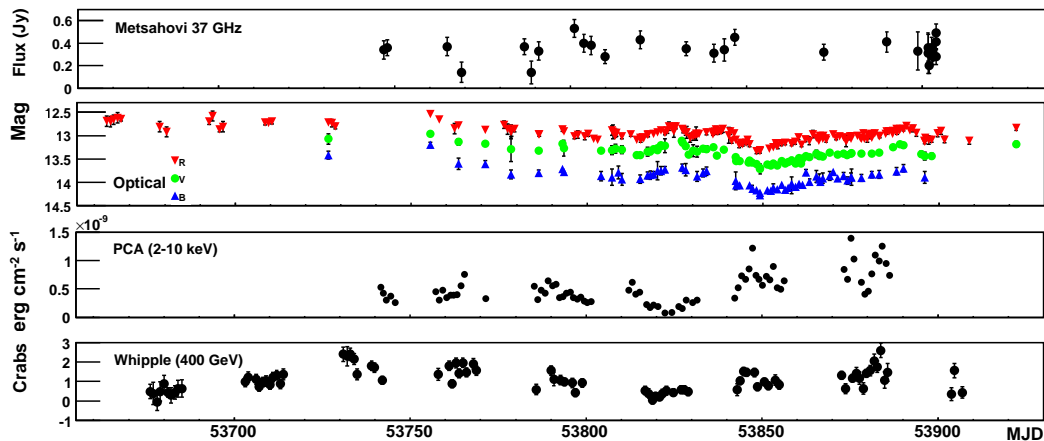 Flux (Jy)
0.6
0.4
0.2
0
Metsahovi 37 GHz
Mag
12.5
13
13.5
14
14.5
R
V
B
Optical
×10⁻⁹
erg cm⁻² s⁻¹
1.5
1
0.5
0
PCA (2-10 keV)
Crabs
3
2
1
0
-1
Whipple (400 GeV)
53700
53750
53800
53850
53900
MJD